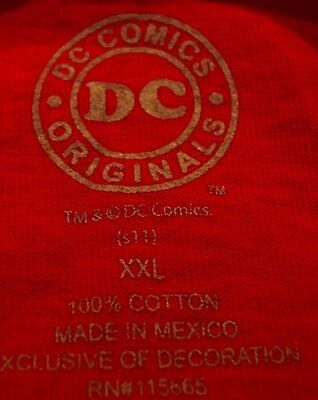 DC COMICS
DC
ORIGINALS
TM
TM & © DC Comics.
(s11)
XXL
100% COTTON
MADE IN MEXICO
EXCLUSIVE OF DECORATION
RN#115665